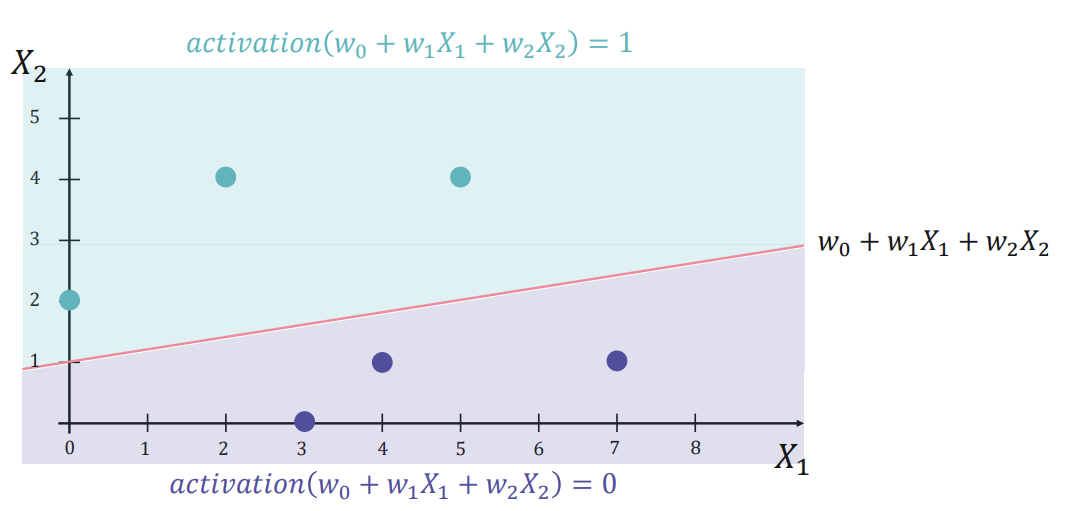 activation(w₀ + w₁X₁ + w₂X₂) = 1
X₂
5
4
3
w₀ + w₁X₁ + w₂X₂
2
1
0 1 2 3 4 5 6 7 8
X₁
activation(w₀ + w₁X₁ + w₂X₂) = 0